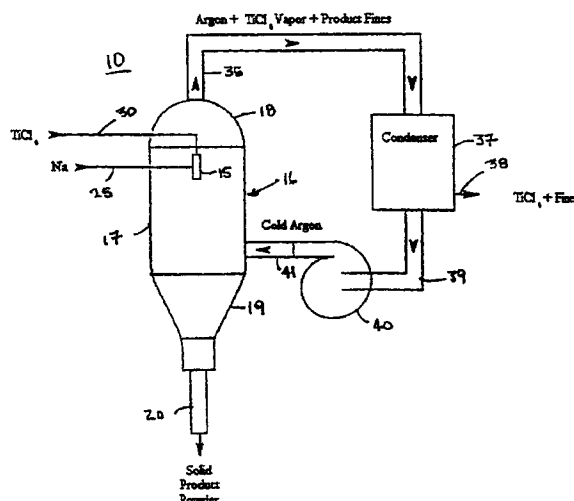 Argon + TiCl₄ Vapor + Product Fines
10
35
18
30
TiCl₄
Condenser
37
38
Na
25
15
16
TiCl₄ + Fine
17
Cold Argon
41
39
19
40
20
Solid
Product
Powder